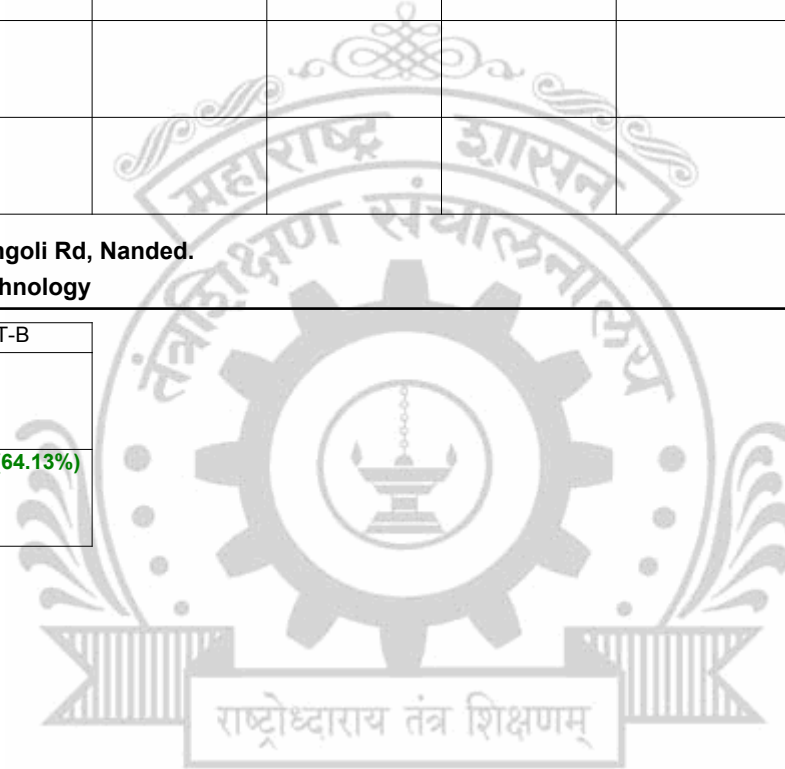 महाराष्ट्र शासन
तंत्रशिक्षण संचालनालय
ngoli Rd, Nanded.
hnology
T-B
64.13%)
राष्ट्रोध्दाराय तंत्र शिक्षणम्